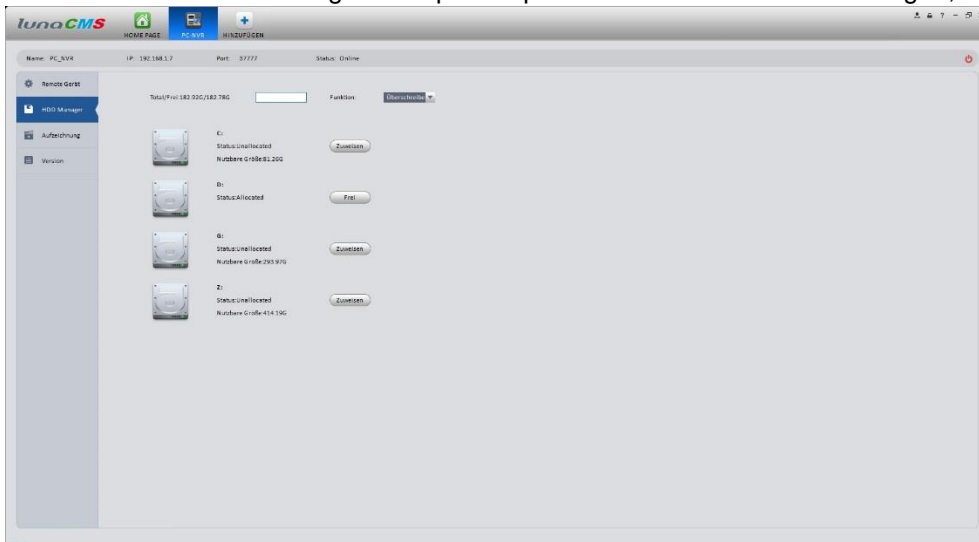 lunaCMS
HOME PAGE PC-NVR HINZUFÜGEN
Name: PC_NVR IP: 192.168.1.7 Port: 37777 Status: Online
Remote Gerät
HDD Manager
Aufzeichnung
Version
Total/Frei:182.02G/182.78G Funktion: Überschreibe
C:
Status:Unallocated Zuweisen
Nutzbare Größe:81.20G
D:
Status:Allocated Frei
G:
Status:Unallocated Zuweisen
Nutzbare Größe:293.97G
Z:
Status:Unallocated Zuweisen
Nutzbare Größe:414.19G